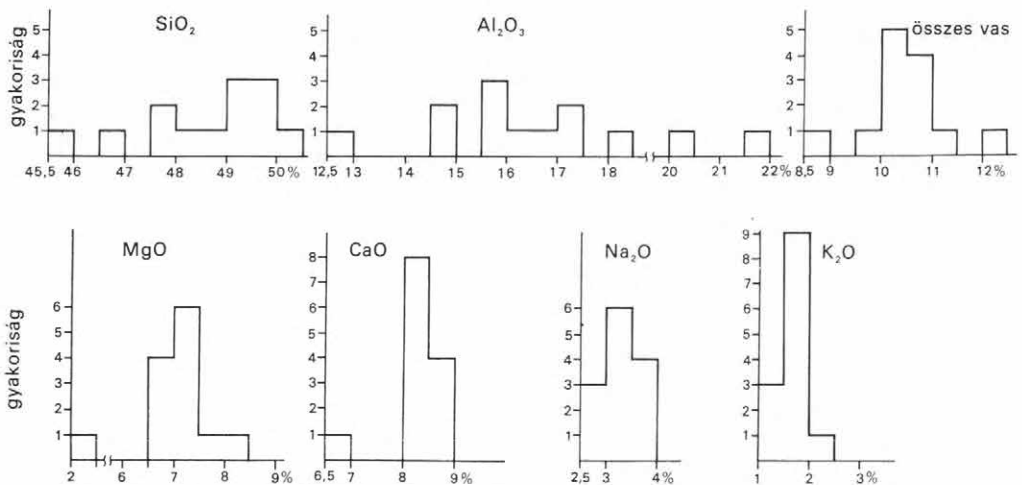 SiO₂
gyakoriság
5
4
3
2
1
45,5 46 47 48 49 50%
Al₂O₃
5
4
3
2
1
12,5 13 14 15 16 17 18 20 21 22%
összes vas
5
4
3
2
1
8,5 9 10 11 12%
MgO
gyakoriság
6
5
4
3
2
1
2 6 7 8 9%
CaO
8
7
6
5
4
3
2
1
6,5 7 8 9%
Na₂O
6
5
4
3
2
1
2,5 3 4%
K₂O
9
8
7
6
5
4
3
2
1
1 2 3%